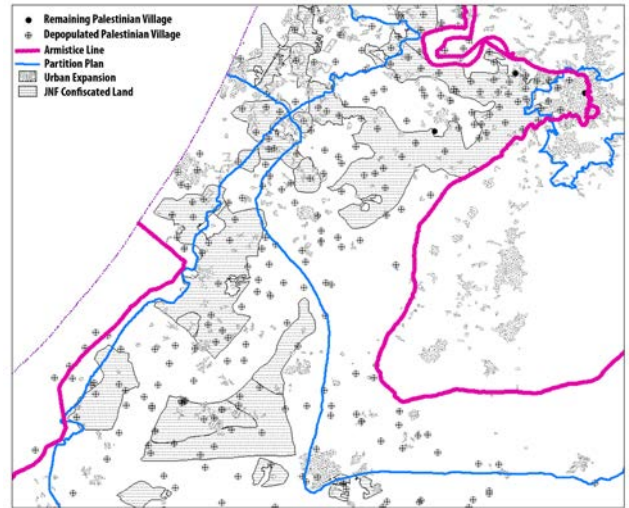 Remaining Palestinian Village
Depopulated Palestinian Village
Armistice Line
Partition Plan
Urban Expansion
JNF Confiscated Land